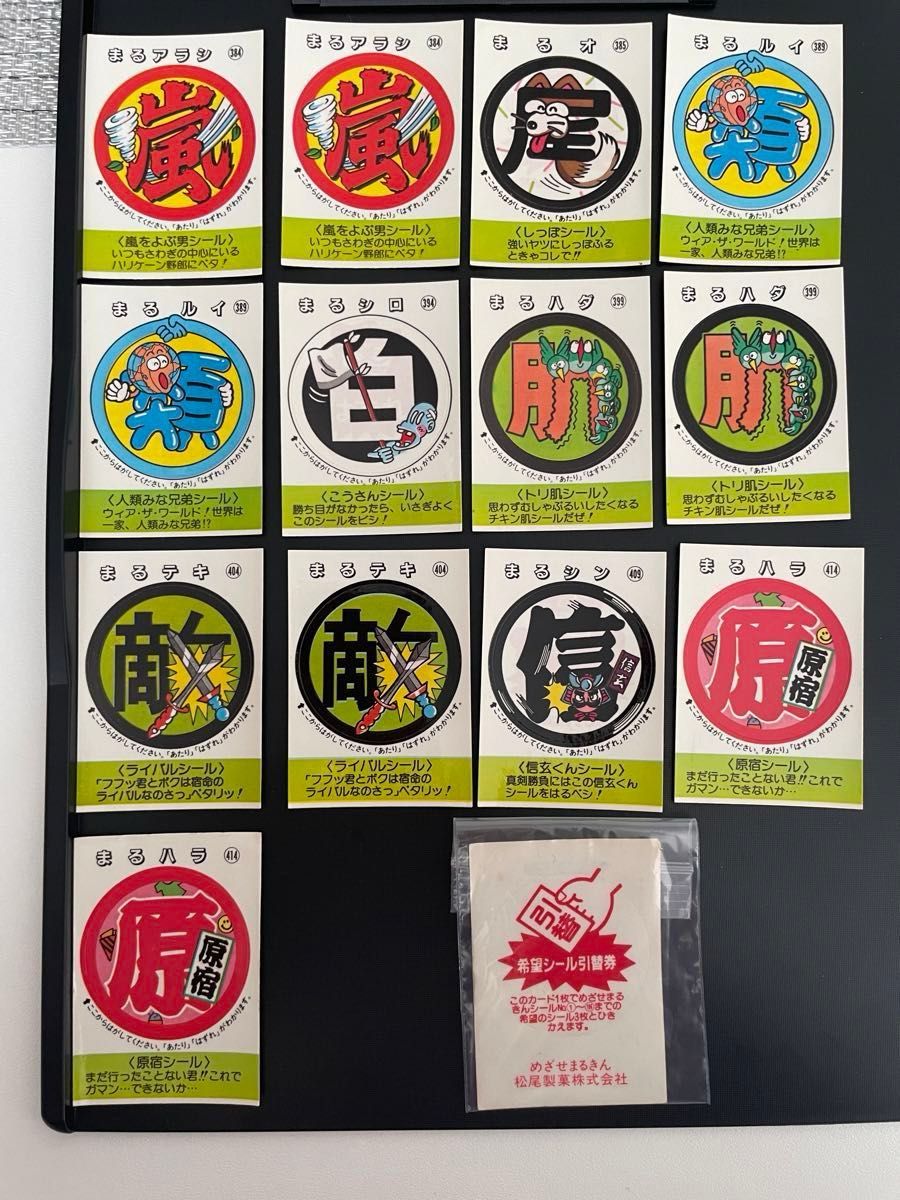 まるアラシ 384
嵐
ここからはがしてください。「あたり」「はずれ」がわかります。
〈嵐をよぶ男シール〉
いつもさわぎの中心にいる
ハリケーン野郎にペタ!
まるアラシ 384
嵐
ここからはがしてください。「あたり」「はずれ」がわかります。
〈嵐をよぶ男シール〉
いつもさわぎの中心にいる
ハリケーン野郎にペタ!
まるオ 385
尾
ここからはがしてください。「あたり」「はずれ」がわかります。
〈しっぽシール〉
強いヤツにしっぽふる
ときゃコレで!!
まるルイ 389
類
ここからはがしてください。「あたり」「はずれ」がわかります。
〈人類みな兄弟シール〉
ウィア・ザ・ワールド!世界は
一家、人類みな兄弟!?
まるルイ 389
類
ここからはがしてください。「あたり」「はずれ」がわかります。
〈人類みな兄弟シール〉
ウィア・ザ・ワールド!世界は
一家、人類みな兄弟!?
まるシロ 394
白
ここからはがしてください。「あたり」「はずれ」がわかります。
〈こうさんシール〉
勝ち目がなかったら、いさぎよく
このシールをピシ!
まるハダ 399
肌
ここからはがしてください。「あたり」「はずれ」がわかります。
〈トリ肌シール〉
思わずむしゃぶるいしたくなる
チキン肌シールだぜ!
まるハダ 399
肌
ここからはがしてください。「あたり」「はずれ」がわかります。
〈トリ肌シール〉
思わずむしゃぶるいしたくなる
チキン肌シールだぜ!
まるテキ 404
敵
ここからはがしてください。「あたり」「はずれ」がわかります。
〈ライバルシール〉
「フフッ君とボクは宿命の
ライバルなのさっ」ペタリッ!
まるテキ 404
敵
ここからはがしてください。「あたり」「はずれ」がわかります。
〈ライバルシール〉
「フフッ君とボクは宿命の
ライバルなのさっ」ペタリッ!
まるシン 409
信
信玄
ここからはがしてください。「あたり」「はずれ」がわかります。
〈信玄くんシール〉
真剣勝負にはこの信玄くん
シールをはるベシ!
まるハラ 414
原
原宿
ここからはがしてください。「あたり」「はずれ」がわかります。
〈原宿シール〉
まだ行ったことない君!!これで
ガマン…できないか…
まるハラ 414
原
原宿
ここからはがしてください。「あたり」「はずれ」がわかります。
〈原宿シール〉
まだ行ったことない君!!これで
ガマン…できないか…
引替
希望シール引替券
このカード1枚でめざせまる
きんシールNo.①~ までの
希望のシール3枚とひき
かえます。
めざせまるきん
松尾製菓株式会社